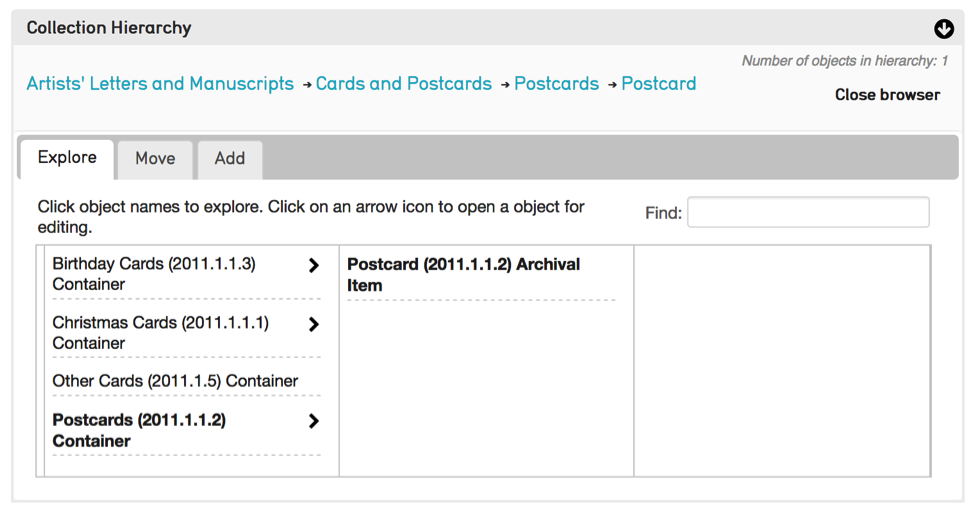 Collection Hierarchy
Number of objects in hierarchy: 1
Artists' Letters and Manuscripts → Cards and Postcards → Postcards → Postcard
Close browser
Explore Move Add
Click object names to explore. Click on an arrow icon to open a object for
editing.
Find:
Birthday Cards (2011.1.1.3)
Container
Christmas Cards (2011.1.1.1)
Container
Other Cards (2011.1.5) Container
Postcards (2011.1.1.2)
Container
Postcard (2011.1.1.2) Archival
Item